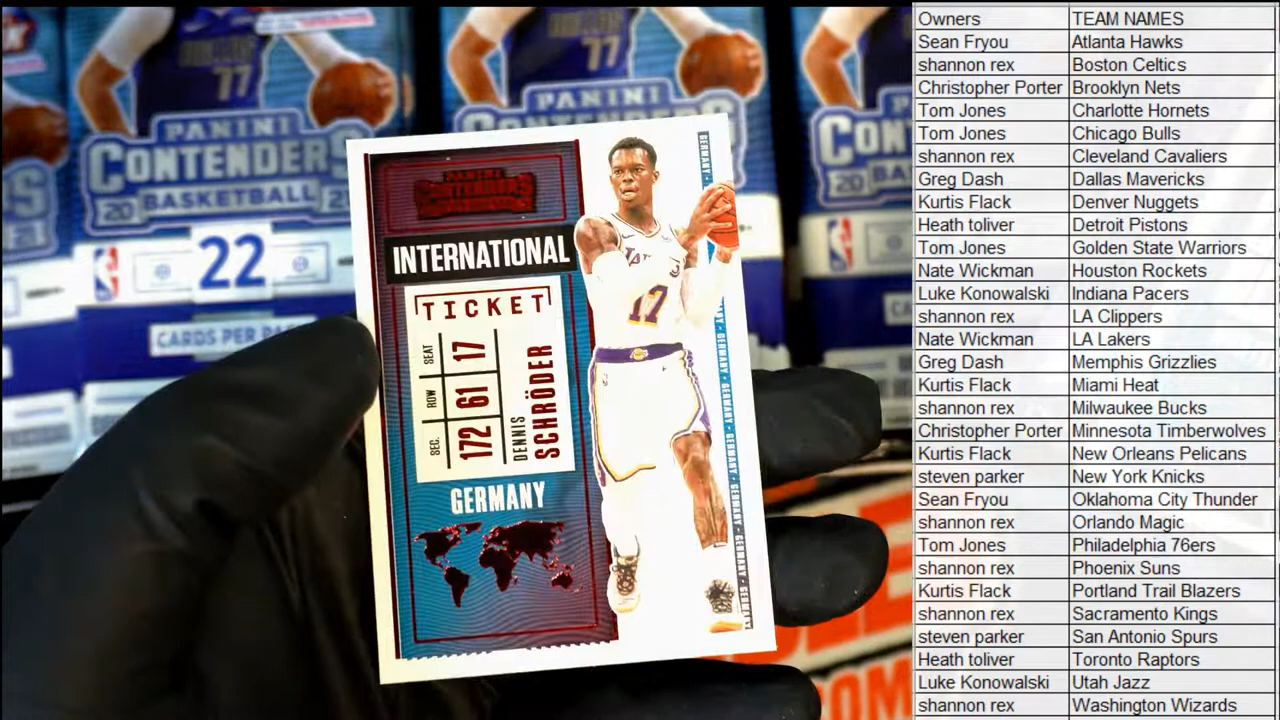 PANINI
CONTENDERS
BASKETBALL
22
CARDS PER
77
77
PANINI
PANINI
CONTENDERS
INTERNATIONAL
TICKET
SEAT 17
ROW 61
SEC. 172
DENNIS
SCHRÖDER
GERMANY
17
GERMANY · GERMANY · GERMANY · GERMANY
Owners TEAM NAMES
Sean Fryou Atlanta Hawks
shannon rex Boston Celtics
Christopher Porter Brooklyn Nets
Tom Jones Charlotte Hornets
Tom Jones Chicago Bulls
shannon rex Cleveland Cavaliers
Greg Dash Dallas Mavericks
Kurtis Flack Denver Nuggets
Heath toliver Detroit Pistons
Tom Jones Golden State Warriors
Nate Wickman Houston Rockets
Luke Konowalski Indiana Pacers
shannon rex LA Clippers
Nate Wickman LA Lakers
Greg Dash Memphis Grizzlies
Kurtis Flack Miami Heat
shannon rex Milwaukee Bucks
Christopher Porter Minnesota Timberwolves
Kurtis Flack New Orleans Pelicans
steven parker New York Knicks
Sean Fryou Oklahoma City Thunder
shannon rex Orlando Magic
Tom Jones Philadelphia 76ers
shannon rex Phoenix Suns
Kurtis Flack Portland Trail Blazers
shannon rex Sacramento Kings
steven parker San Antonio Spurs
Heath toliver Toronto Raptors
Luke Konowalski Utah Jazz
shannon rex Washington Wizards